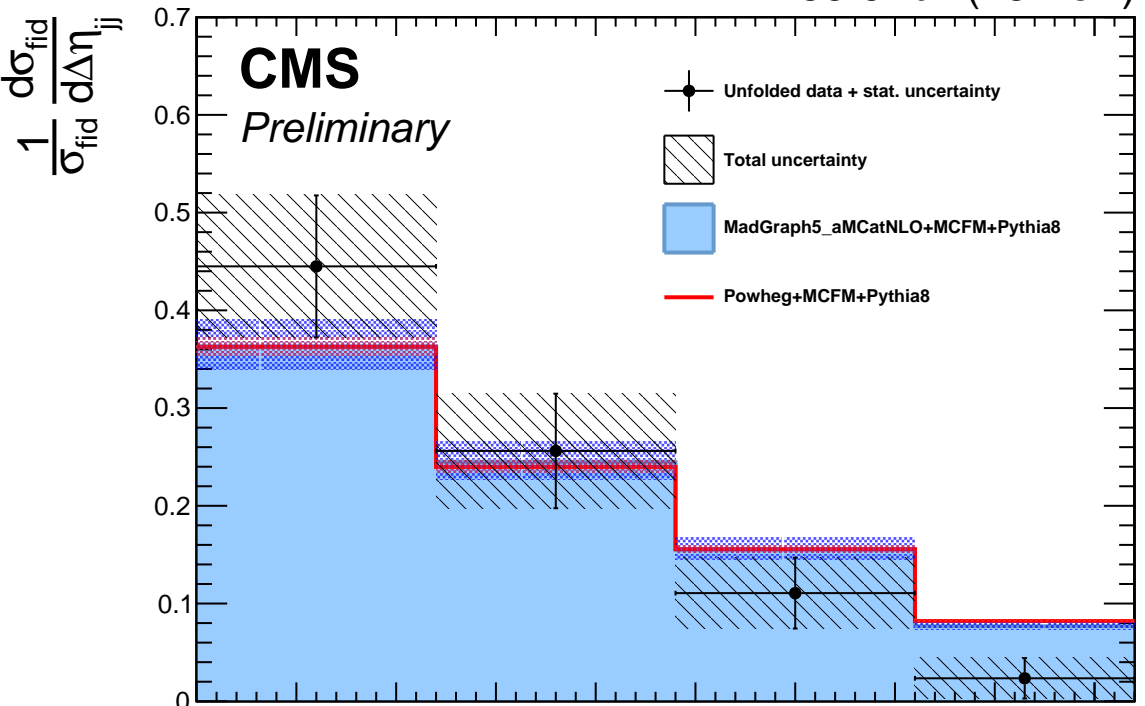 0.7
0.6
0.5
0.4
0.3
0.2
0.1
0
1 dσfid
σfid dΔηjj
CMS
Preliminary
Unfolded data + stat. uncertainty
Total uncertainty
MadGraph5_aMCatNLO+MCFM+Pythia8
Powheg+MCFM+Pythia8